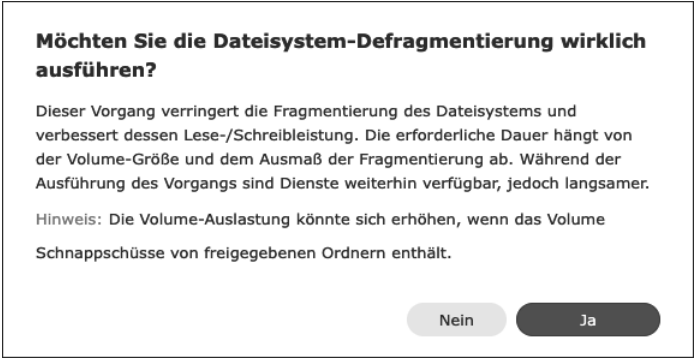 Möchten Sie die Dateisystem-Defragmentierung wirklich
ausführen?
Dieser Vorgang verringert die Fragmentierung des Dateisystems und
verbessert dessen Lese-/Schreibleistung. Die erforderliche Dauer hängt von
der Volume-Größe und dem Ausmaß der Fragmentierung ab. Während der
Ausführung des Vorgangs sind Dienste weiterhin verfügbar, jedoch langsamer.
Hinweis: Die Volume-Auslastung könnte sich erhöhen, wenn das Volume
Schnappschüsse von freigegebenen Ordnern enthält.
Nein Ja